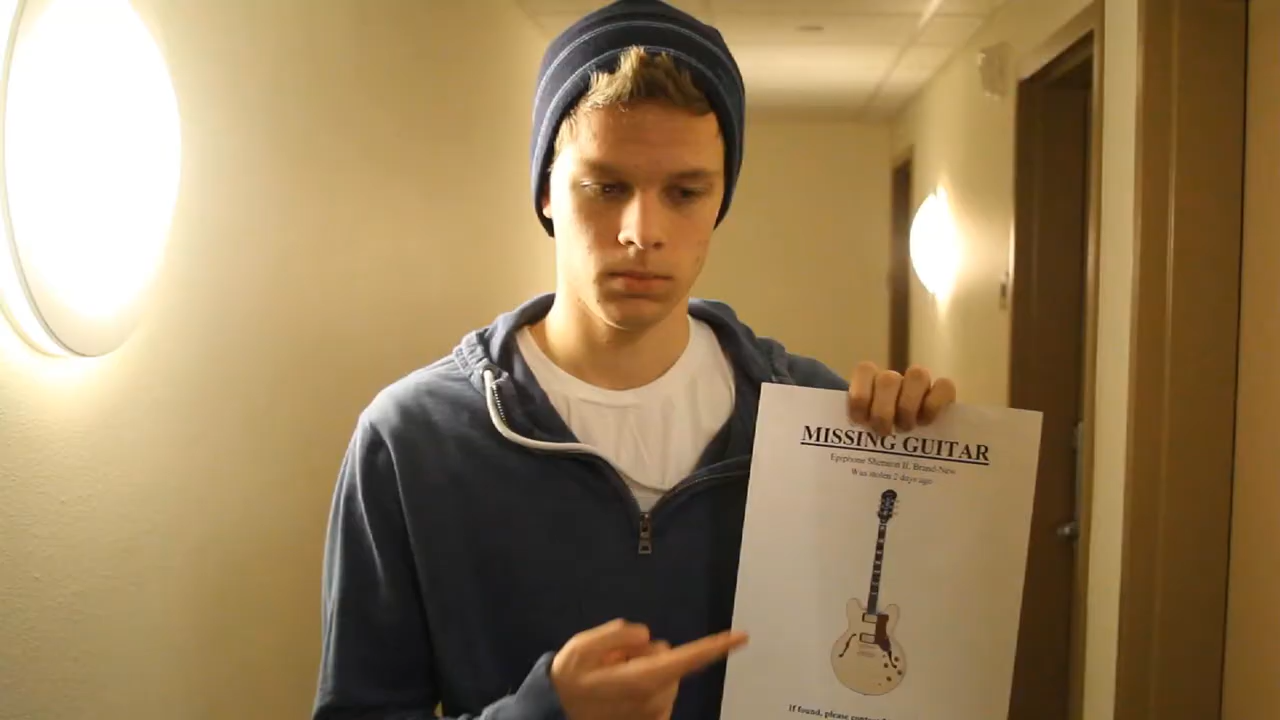 MISSING GUITAR
Epiphone Sheraton II, Brand-New
Was stolen 2 days ago
If found, please